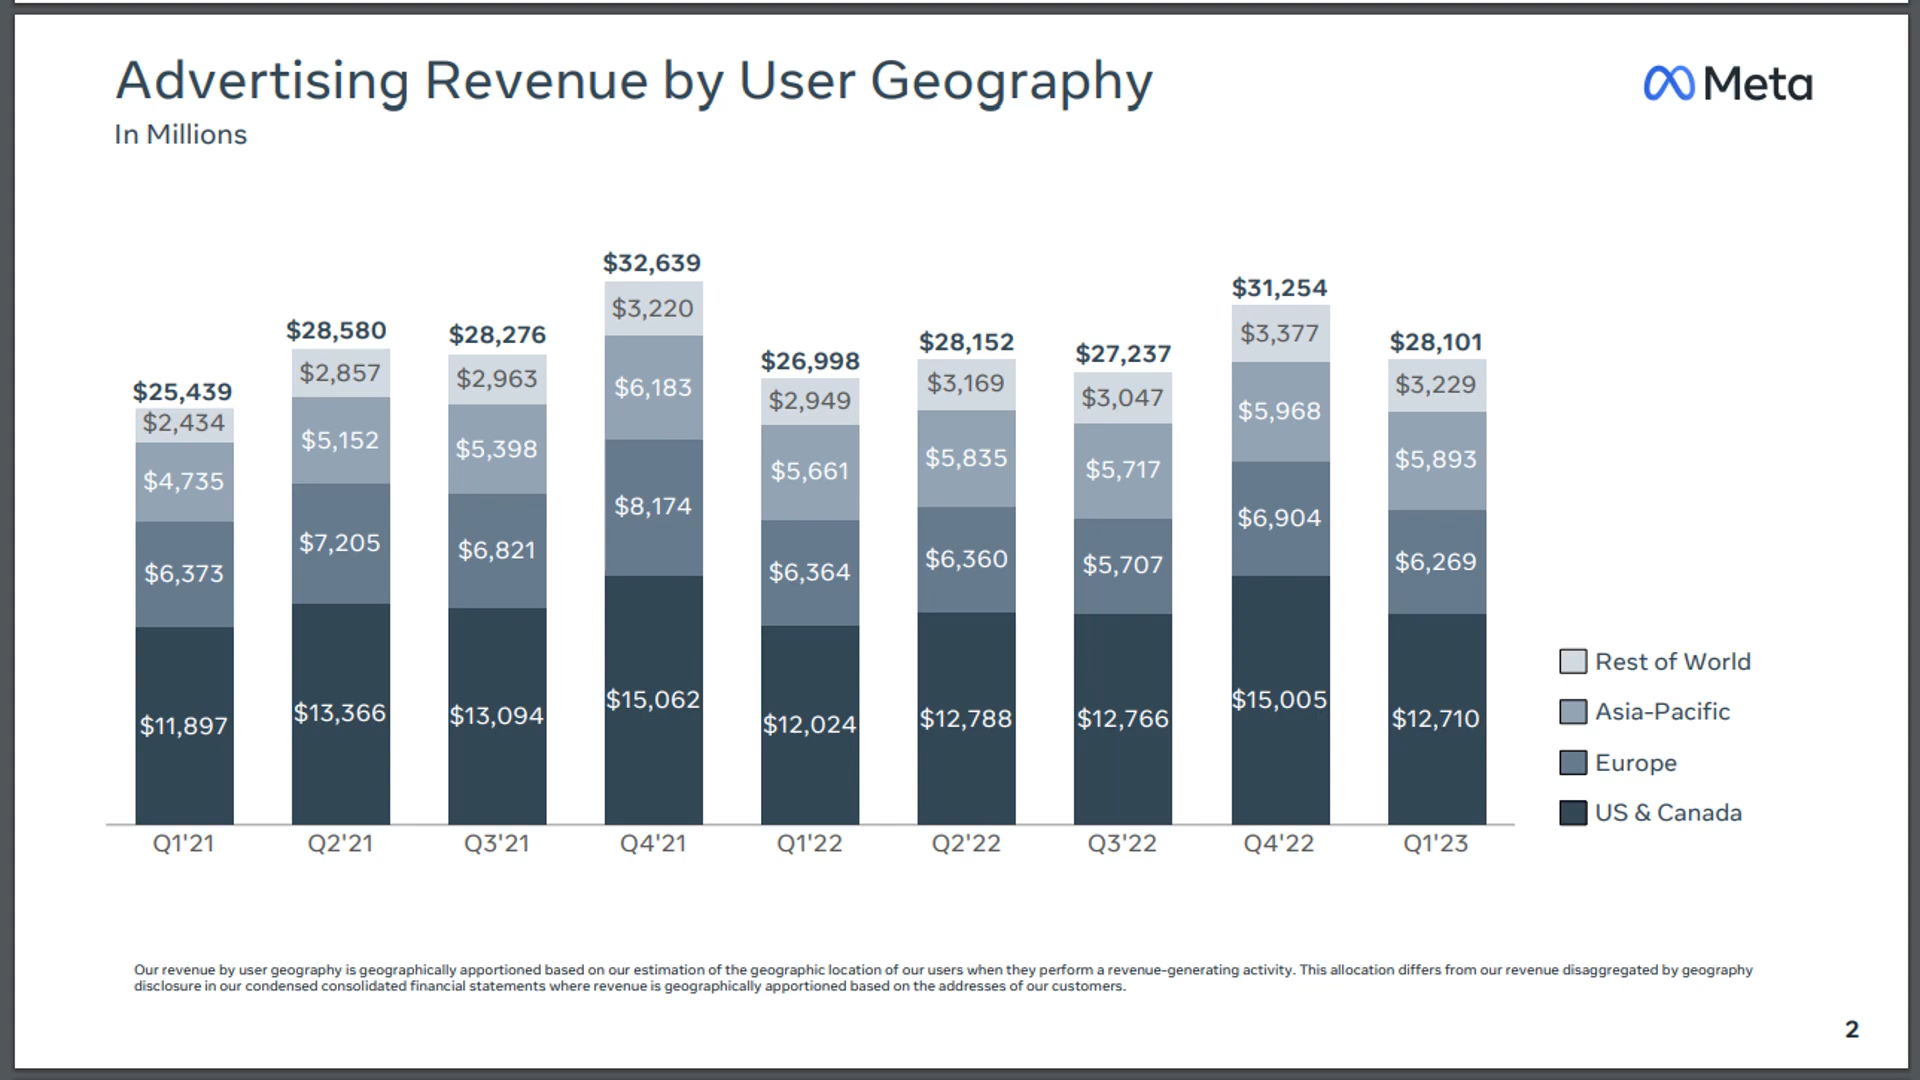 Advertising Revenue by User Geography
In Millions
Meta
$25,439
$2,434
$4,735
$6,373
$11,897
Q1'21
$28,580
$2,857
$5,152
$7,205
$13,366
Q2'21
$28,276
$2,963
$5,398
$6,821
$13,094
Q3'21
$32,639
$3,220
$6,183
$8,174
$15,062
Q4'21
$26,998
$2,949
$5,661
$6,364
$12,024
Q1'22
$28,152
$3,169
$5,835
$6,360
$12,788
Q2'22
$27,237
$3,047
$5,717
$5,707
$12,766
Q3'22
$31,254
$3,377
$5,968
$6,904
$15,005
Q4'22
$28,101
$3,229
$5,893
$6,269
$12,710
Q1'23
Rest of World
Asia-Pacific
Europe
US & Canada
Our revenue by user geography is geographically apportioned based on our estimation of the geographic location of our users when they perform a revenue-generating activity. This allocation differs from our revenue disaggregated by geography
disclosure in our condensed consolidated financial statements where revenue is geographically apportioned based on the addresses of our customers.
2